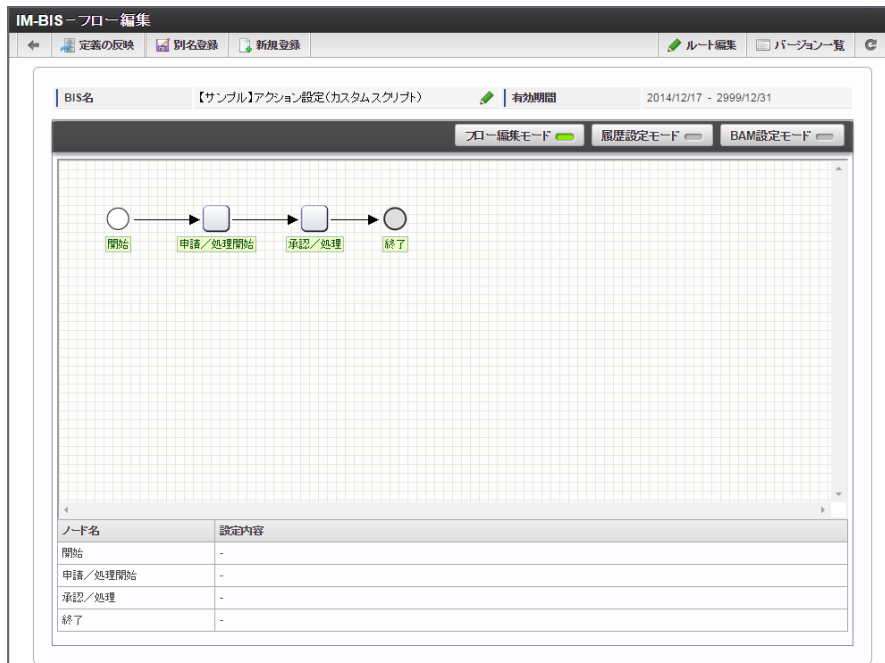 IM-BIS－フロー編集
定義の反映 別名登録 新規登録 ルート編集 バージョン一覧
BIS名 【サンプル】アクション設定(カスタムスクリプト) 有効期間 2014/12/17 - 2999/12/31
フロー編集モード 履歴設定モード BAM設定モード
開始 申請／処理開始 承認／処理 終了
ノード名 設定内容
開始 -
申請／処理開始 -
承認／処理 -
終了 -